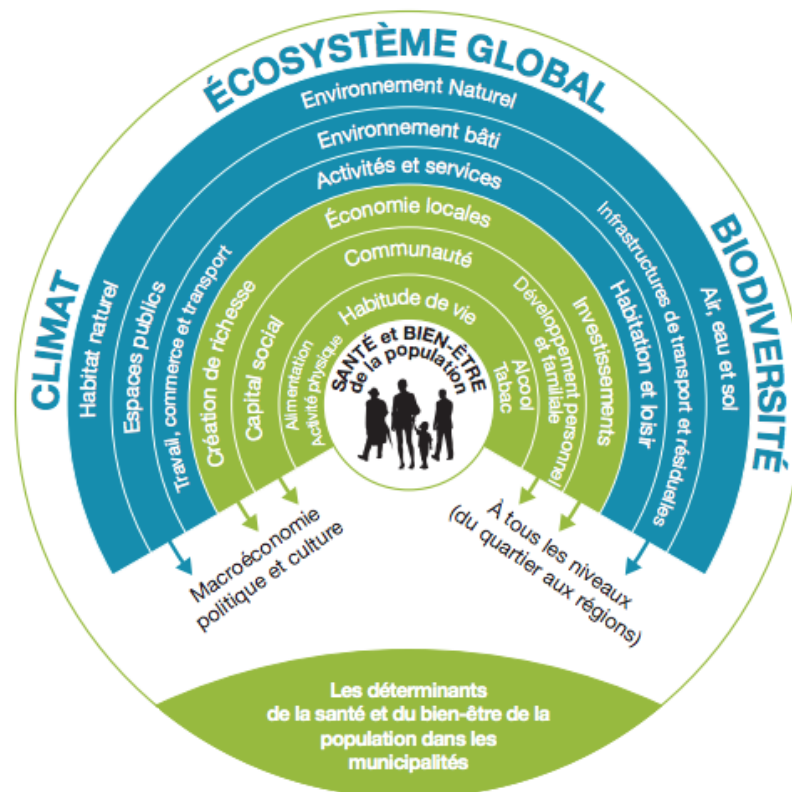 ÉCOSYSTÈME GLOBAL
CLIMAT
BIODIVERSITÉ
Environnement Naturel
Habitat naturel
Air, eau et sol
Environnement bâti
Espaces publics
Infrastructures de transport et résiduelles
Activités et services
Travail, commerce et transport
Habitation et loisir
Économie locales
Création de richesse
Investissements
Communauté
Capital social
Développement personnel
et familiale
Habitude de vie
Alimentation
Activité physique
Alcool
Tabac
SANTÉ et BIEN-ÊTRE
de la population
Macroéconomie
politique et culture
À tous les niveaux
(du quartier aux régions)
Les déterminants
de la santé et du bien-être de la
population dans les
municipalités